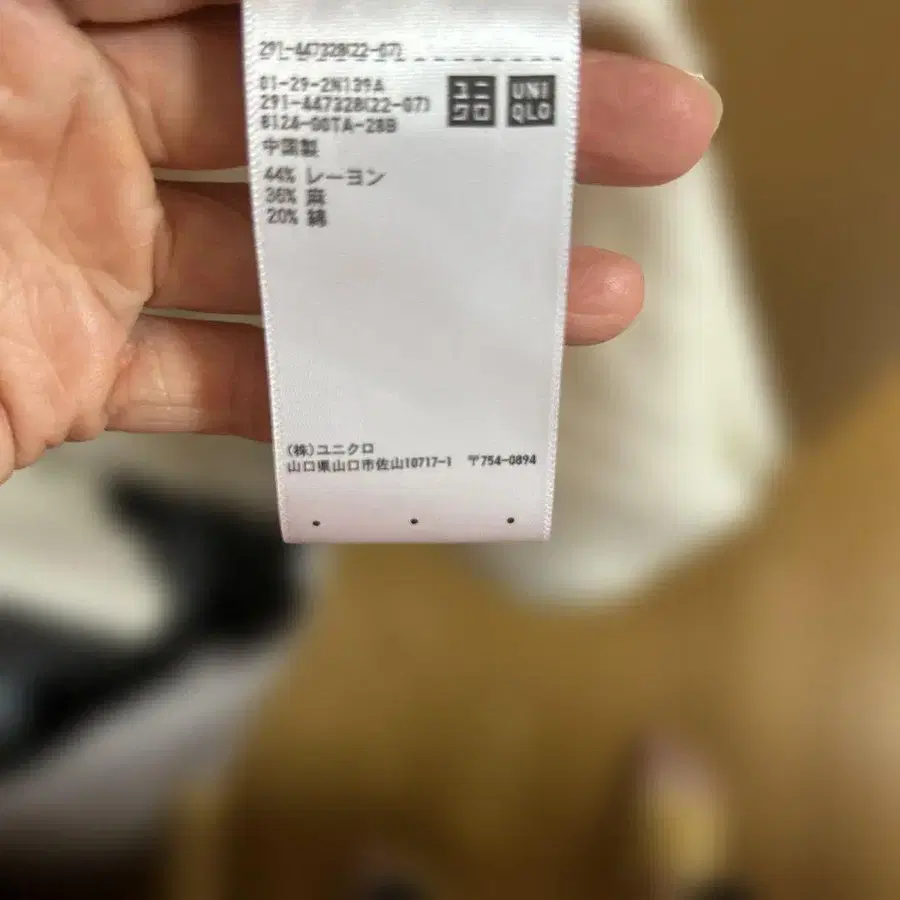 291-447328(22-07)
01-29-2N139A
291-447328(22-07)
8124-00TA-28B
ユニクロ
UNIQLO
中国製
44% レーヨン
36% 麻
20% 綿
(株)ユニクロ
山口県山口市佐山10717-1 〒754-0894